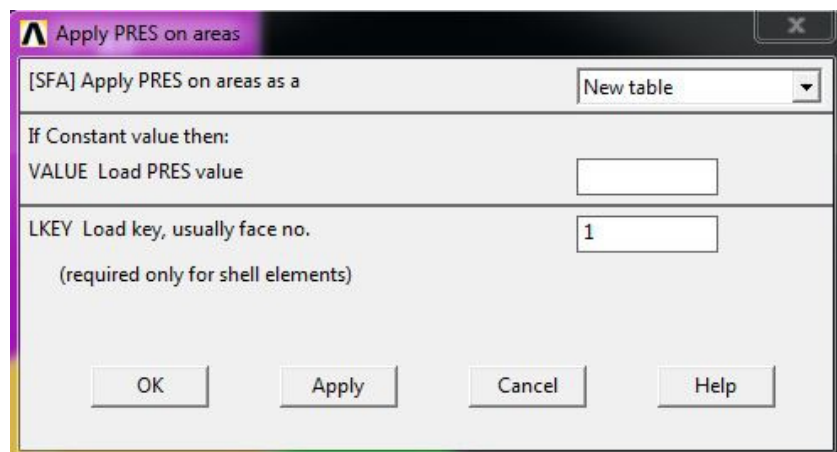 Apply PRES on areas
[SFA] Apply PRES on areas as a
New table
If Constant value then:
VALUE Load PRES value
LKEY Load key, usually face no.
1
(required only for shell elements)
OK
Apply
Cancel
Help